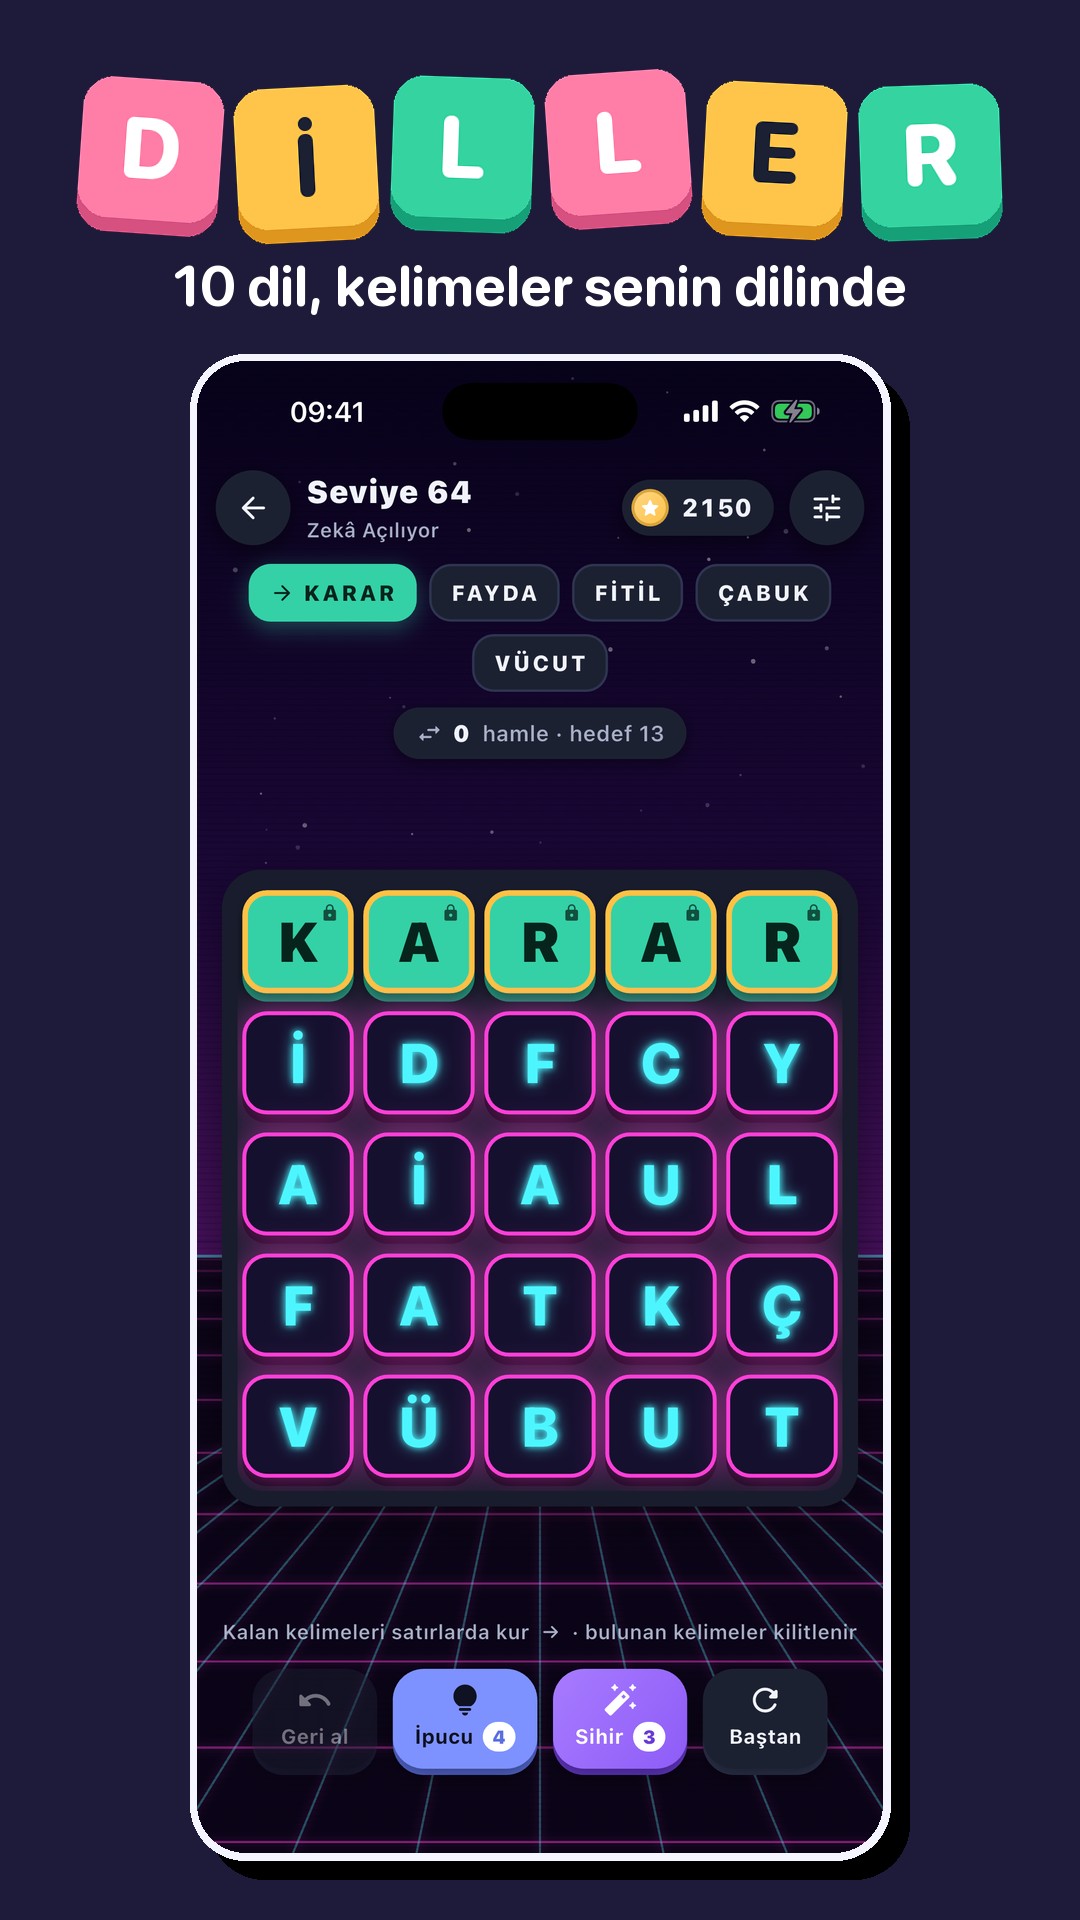 DİLLER
10 dil, kelimeler senin dilinde
09:41
Seviye 64
Zekâ Açılıyor
2150
→ KARAR FAYDA FİTİL ÇABUK
VÜCUT
0 hamle · hedef 13
K A R A R
İ D F C Y
A İ A U L
F A T K Ç
V Ü B U T
Kalan kelimeleri satırlarda kur → · bulunan kelimeler kilitlenir
Geri al İpucu 4 Sihir 3 Baştan